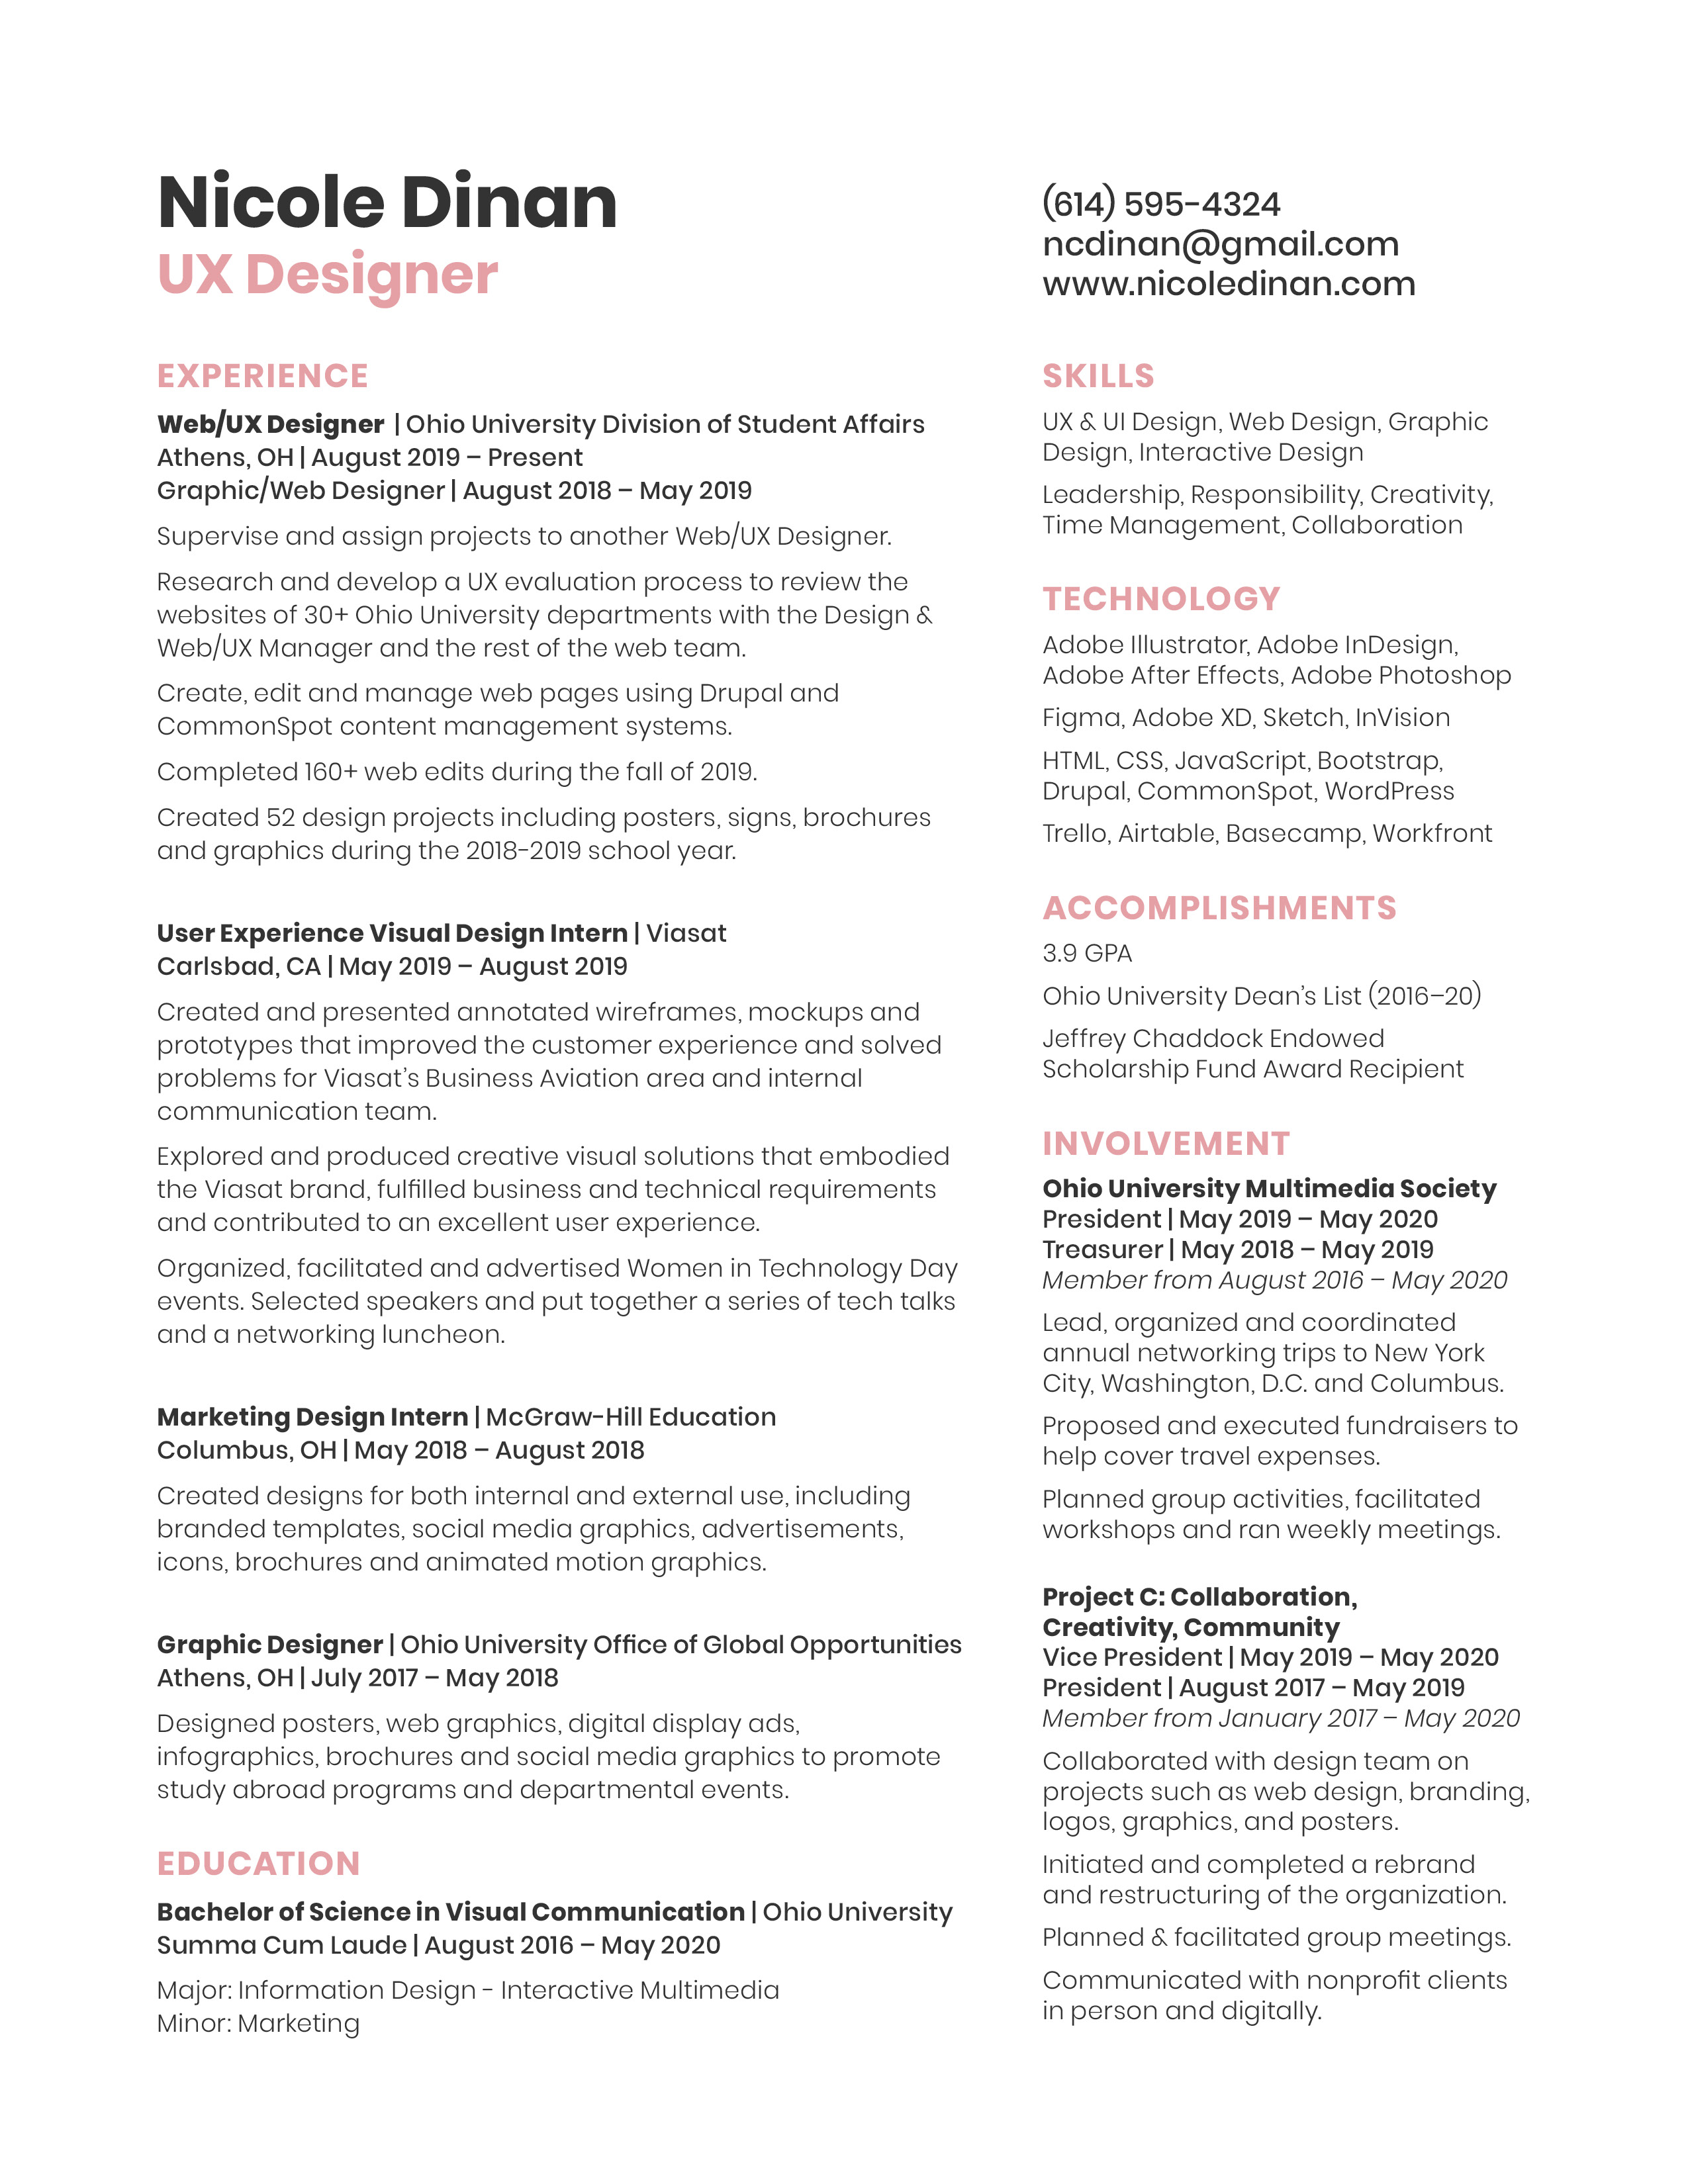 Nicole Dinan
UX Designer
(614) 595-4324
ncdinan@gmail.com
www.nicoledinan.com
EXPERIENCE
Web/UX Designer | Ohio University Division of Student Affairs
Athens, OH | August 2019 – Present
Graphic/Web Designer | August 2018 – May 2019
Supervise and assign projects to another Web/UX Designer.
Research and develop a UX evaluation process to review the
websites of 30+ Ohio University departments with the Design &
Web/UX Manager and the rest of the web team.
Create, edit and manage web pages using Drupal and
CommonSpot content management systems.
Completed 160+ web edits during the fall of 2019.
Created 52 design projects including posters, signs, brochures
and graphics during the 2018-2019 school year.
User Experience Visual Design Intern | Viasat
Carlsbad, CA | May 2019 – August 2019
Created and presented annotated wireframes, mockups and
prototypes that improved the customer experience and solved
problems for Viasat’s Business Aviation area and internal
communication team.
Explored and produced creative visual solutions that embodied
the Viasat brand, fulfilled business and technical requirements
and contributed to an excellent user experience.
Organized, facilitated and advertised Women in Technology Day
events. Selected speakers and put together a series of tech talks
and a networking luncheon.
Marketing Design Intern | McGraw-Hill Education
Columbus, OH | May 2018 – August 2018
Created designs for both internal and external use, including
branded templates, social media graphics, advertisements,
icons, brochures and animated motion graphics.
Graphic Designer | Ohio University Office of Global Opportunities
Athens, OH | July 2017 – May 2018
Designed posters, web graphics, digital display ads,
infographics, brochures and social media graphics to promote
study abroad programs and departmental events.
EDUCATION
Bachelor of Science in Visual Communication | Ohio University
Summa Cum Laude | August 2016 – May 2020
Major: Information Design - Interactive Multimedia
Minor: Marketing
SKILLS
UX & UI Design, Web Design, Graphic
Design, Interactive Design
Leadership, Responsibility, Creativity,
Time Management, Collaboration
TECHNOLOGY
Adobe Illustrator, Adobe InDesign,
Adobe After Effects, Adobe Photoshop
Figma, Adobe XD, Sketch, InVision
HTML, CSS, JavaScript, Bootstrap,
Drupal, CommonSpot, WordPress
Trello, Airtable, Basecamp, Workfront
ACCOMPLISHMENTS
3.9 GPA
Ohio University Dean’s List (2016–20)
Jeffrey Chaddock Endowed
Scholarship Fund Award Recipient
INVOLVEMENT
Ohio University Multimedia Society
President | May 2019 – May 2020
Treasurer | May 2018 – May 2019
Member from August 2016 – May 2020
Lead, organized and coordinated
annual networking trips to New York
City, Washington, D.C. and Columbus.
Proposed and executed fundraisers to
help cover travel expenses.
Planned group activities, facilitated
workshops and ran weekly meetings.
Project C: Collaboration,
Creativity, Community
Vice President | May 2019 – May 2020
President | August 2017 – May 2019
Member from January 2017 – May 2020
Collaborated with design team on
projects such as web design, branding,
logos, graphics, and posters.
Initiated and completed a rebrand
and restructuring of the organization.
Planned & facilitated group meetings.
Communicated with nonprofit clients
in person and digitally.